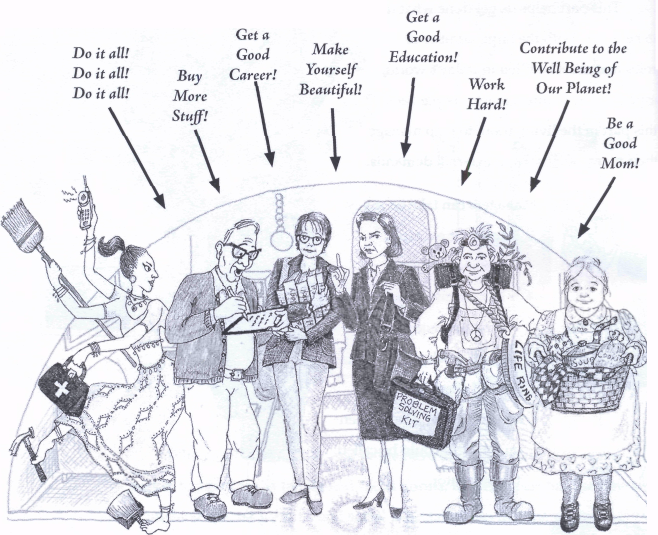 Do it all!
Do it all!
Do it all!
Buy
More
Stuff!
Get a
Good
Career!
Make
Yourself
Beautiful!
Get a
Good
Education!
Work
Hard!
Contribute to the
Well Being of
Our Planet!
Be a
Good
Mom!
LIFE RING
PROBLEM
SOLVING
KIT
SOUP